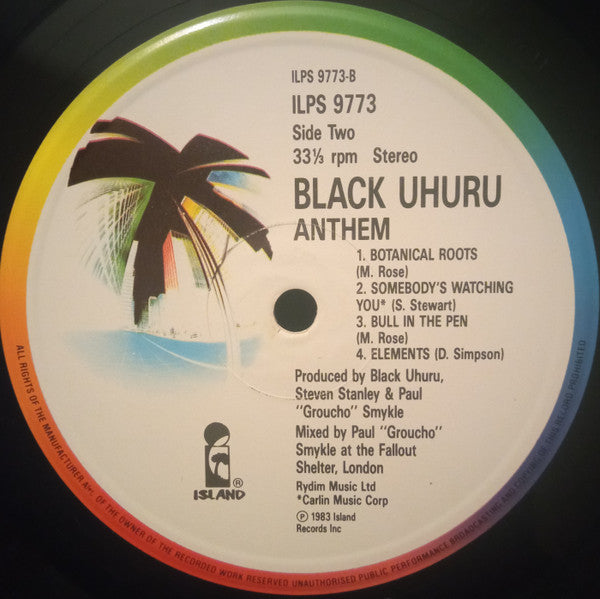 ILPS 9773-B
ILPS 9773
Side Two
33⅓ rpm Stereo
BLACK UHURU
ANTHEM
1. BOTANICAL ROOTS
(M. Rose)
2. SOMEBODY'S WATCHING
YOU* (S. Stewart)
3. BULL IN THE PEN
(M. Rose)
4. ELEMENTS (D. Simpson)
Produced by Black Uhuru,
Steven Stanley & Paul
"Groucho" Smykle
Mixed by Paul "Groucho"
Smykle at the Fallout
Shelter, London
Rydim Music Ltd
*Carlin Music Corp
℗ 1983 Island
Records Inc
ISLAND ®
ALL RIGHTS OF THE MANUFACTURER AND OF THE OWNER OF THE RECORDED WORK RESERVED UNAUTHORISED PUBLIC PERFORMANCE BROADCASTING AND COPYING OF THIS RECORD PROHIBITED